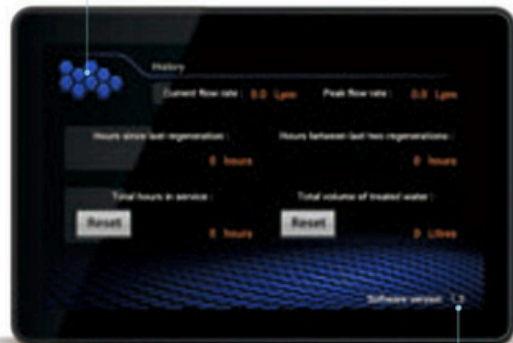 History
Current flow rate : 0.0 Lpm Peak flow rate : 0.0 Lpm
Hours since last regeneration : Hours between last two regenerations :
0 hours 0 hours
Total hours in service : Total volume of treated water :
Reset 0 hours Reset 0 Litres
Software version